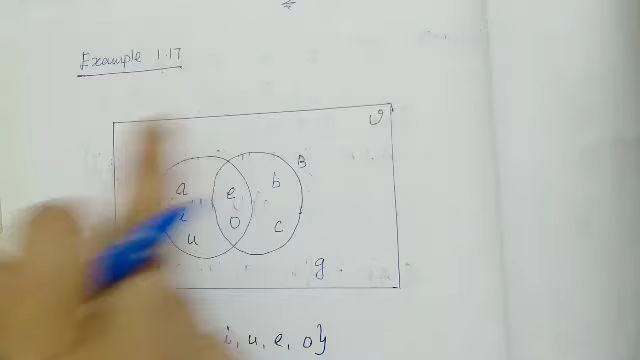 Example 1.17
U
B
a e b
i o c
u
g
i, u, e, o}